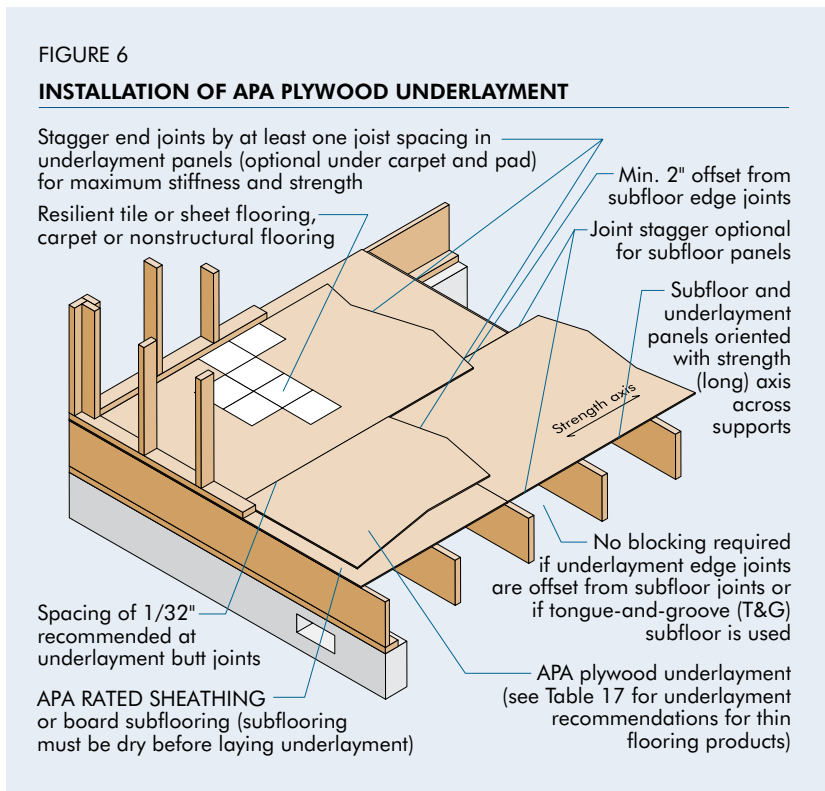 FIGURE 6
INSTALLATION OF APA PLYWOOD UNDERLAYMENT
Stagger end joints by at least one joist spacing in
underlayment panels (optional under carpet and pad)
for maximum stiffness and strength
Resilient tile or sheet flooring,
carpet or nonstructural flooring
Min. 2" offset from
subfloor edge joints
Joint stagger optional
for subfloor panels
Subfloor and
underlayment
panels oriented
with strength
(long) axis
across
supports
Strength axis
No blocking required
if underlayment edge joints
are offset from subfloor joints or
if tongue-and-groove (T&G)
subfloor is used
Spacing of 1/32"
recommended at
underlayment butt joints
APA RATED SHEATHING
or board subflooring (subflooring
must be dry before laying underlayment)
APA plywood underlayment
(see Table 17 for underlayment
recommendations for thin
flooring products)